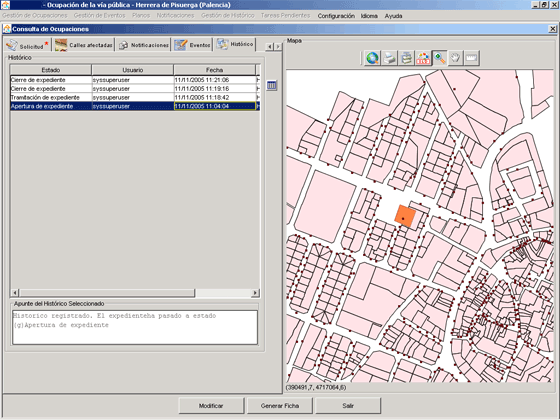 - Ocupación de la vía pública - Herrera de Pisuerga (Palencia)
Gestión de Ocupaciones Gestión de Eventos Planos Notificaciones Gestión de Histórico Tareas Pendientes Configuración Idioma Ayuda
Consulta de Ocupaciones
Solicitud * Calles afectadas Notificaciones Eventos Histórico
Mapa
Histórico
Estado Usuario Fecha
Cierre de expediente syssuperuser 11/11/2005 11:21:06 H
Cierre de expediente syssuperuser 11/11/2005 11:19:16 H
Tramitación de expediente syssuperuser 11/11/2005 11:18:42 H
Apertura de expediente syssuperuser 11/11/2005 11:04:04 H
Apunte del Histórico Seleccionado
Historico registrado. El expedienteha pasado a estado
(g)Apertura de expediente
(390491,7, 4717064,6)
Modificar Generar Ficha Salir